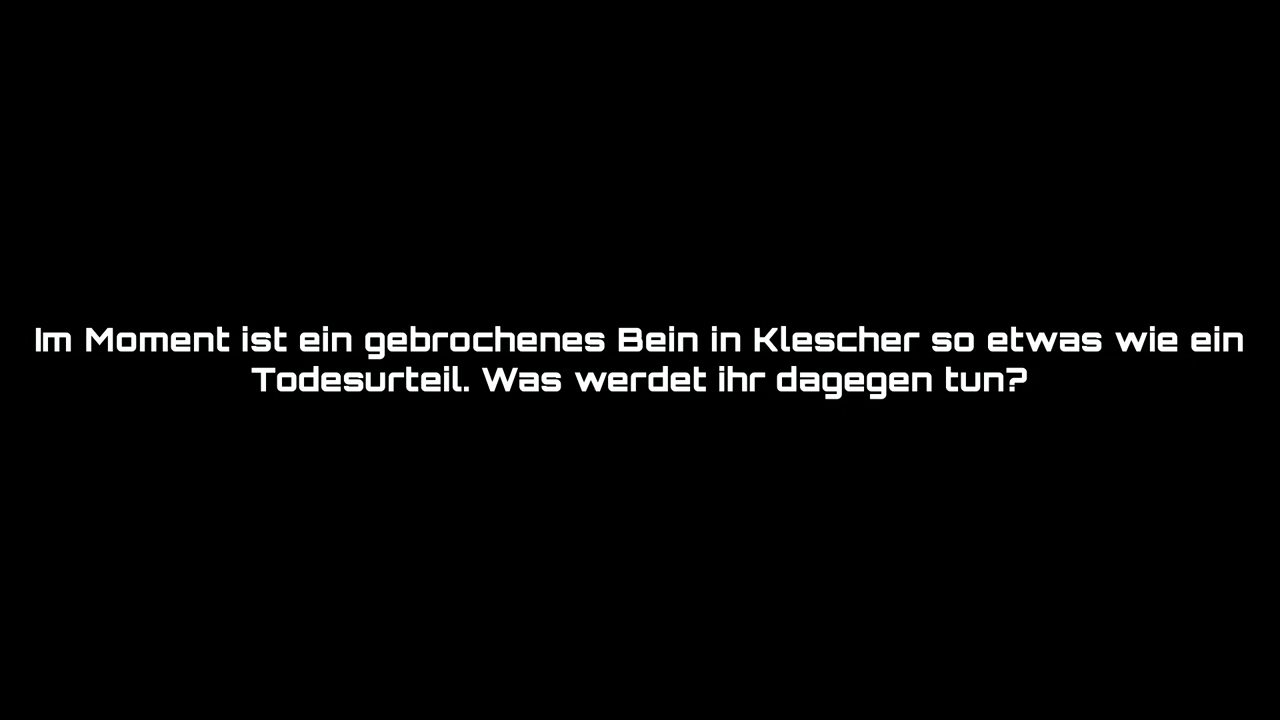 Im Moment ist ein gebrochenes Bein in Klescher so etwas wie ein
Todesurteil. Was werdet ihr dagegen tun?